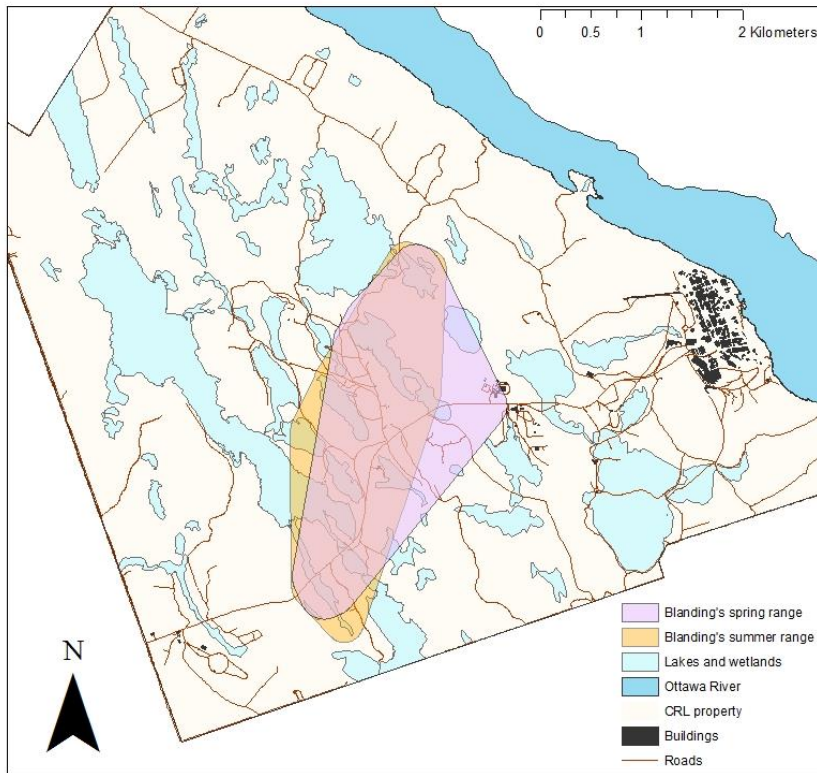 0 0.5 1 2 Kilometers
N
Blanding's spring range
Blanding's summer range
Lakes and wetlands
Ottawa River
CRL property
Buildings
Roads